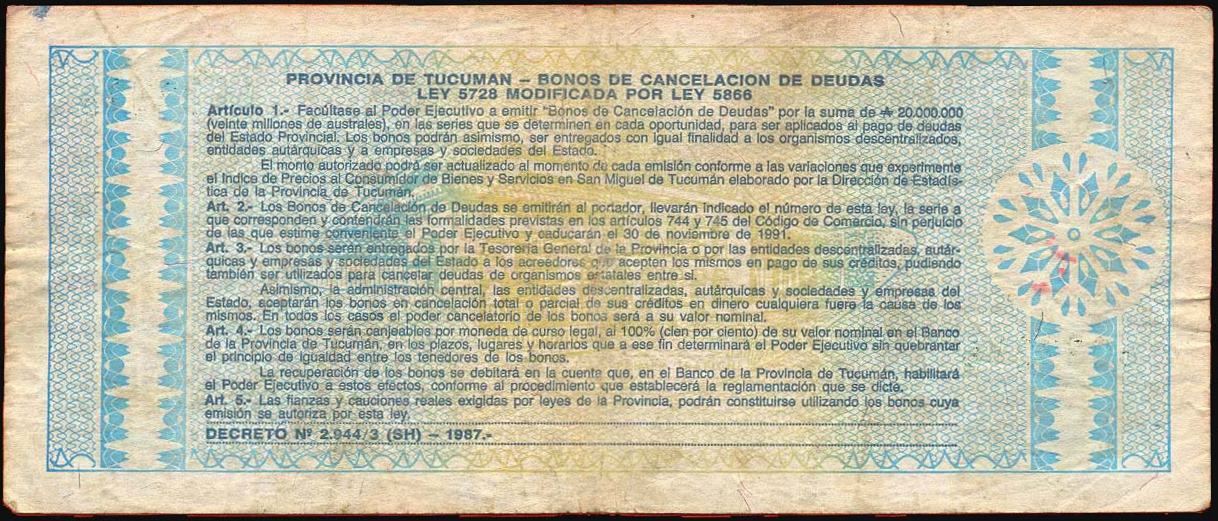 PROVINCIA DE TUCUMAN – BONOS DE CANCELACION DE DEUDAS
LEY 5728 MODIFICADA POR LEY 5866
Artículo 1.- Facúltase al Poder Ejecutivo a emitir "Bonos de Cancelación de Deudas" por la suma de ₳ 20.000.000
(veinte millones de australes), en las series que se determinen en cada oportunidad, para ser aplicados al pago de deudas
del Estado Provincial. Los bonos podrán asimismo, ser entregados con igual finalidad a los organismos descentralizados,
entidades autárquicas y a empresas y sociedades del Estado.
El monto autorizado podrá ser actualizado al momento de cada emisión conforme a las variaciones que experimente
el Indice de Precios al Consumidor de Bienes y Servicios en San Miguel de Tucumán elaborado por la Dirección de Estadís-
tica de la Provincia de Tucumán.
Art. 2.- Los Bonos de Cancelación de Deudas se emitirán al portador, llevarán indicado el número de esta ley, la serie a
que corresponden y contendrán las formalidades previstas en los artículos 744 y 745 del Código de Comercio, sin perjuicio
de las que estime conveniente el Poder Ejecutivo y caducarán el 30 de noviembre de 1991.
Art. 3.- Los bonos serán entregados por la Tesorería General de la Provincia o por las entidades descentralizadas, autár-
quicas y empresas y sociedades del Estado a los acreedores que acepten los mismos en pago de sus créditos, pudiendo
también ser utilizados para cancelar deudas de organismos estatales entre si.
Asimismo, la administración central, las entidades descentralizadas, autárquicas y sociedades y empresas del
Estado, aceptarán los bonos en cancelación total o parcial de sus créditos en dinero cualquiera fuere la causa de los
mismos. En todos los casos el poder cancelatorio de los bonos será a su valor nominal.
Art. 4.- Los bonos serán canjeables por moneda de curso legal, al 100% (cien por ciento) de su valor nominal en el Banco
de la Provincia de Tucumán, en los plazos, lugares y horarios que a ese fin determinará el Poder Ejecutivo sin quebrantar
el principio de igualdad entre los tenedores de los bonos.
La recuperación de los bonos se debitará en la cuenta que, en el Banco de la Provincia de Tucumán, habilitará
el Poder Ejecutivo a estos efectos, conforme al procedimiento que establecerá la reglamentación que se dicte.
Art. 5.- Las fianzas y cauciones reales exigidas por leyes de la Provincia, podrán constituirse utilizando los bonos cuya
emisión se autoriza por esta ley.
DECRETO Nº 2.944/3 (SH) – 1987.-